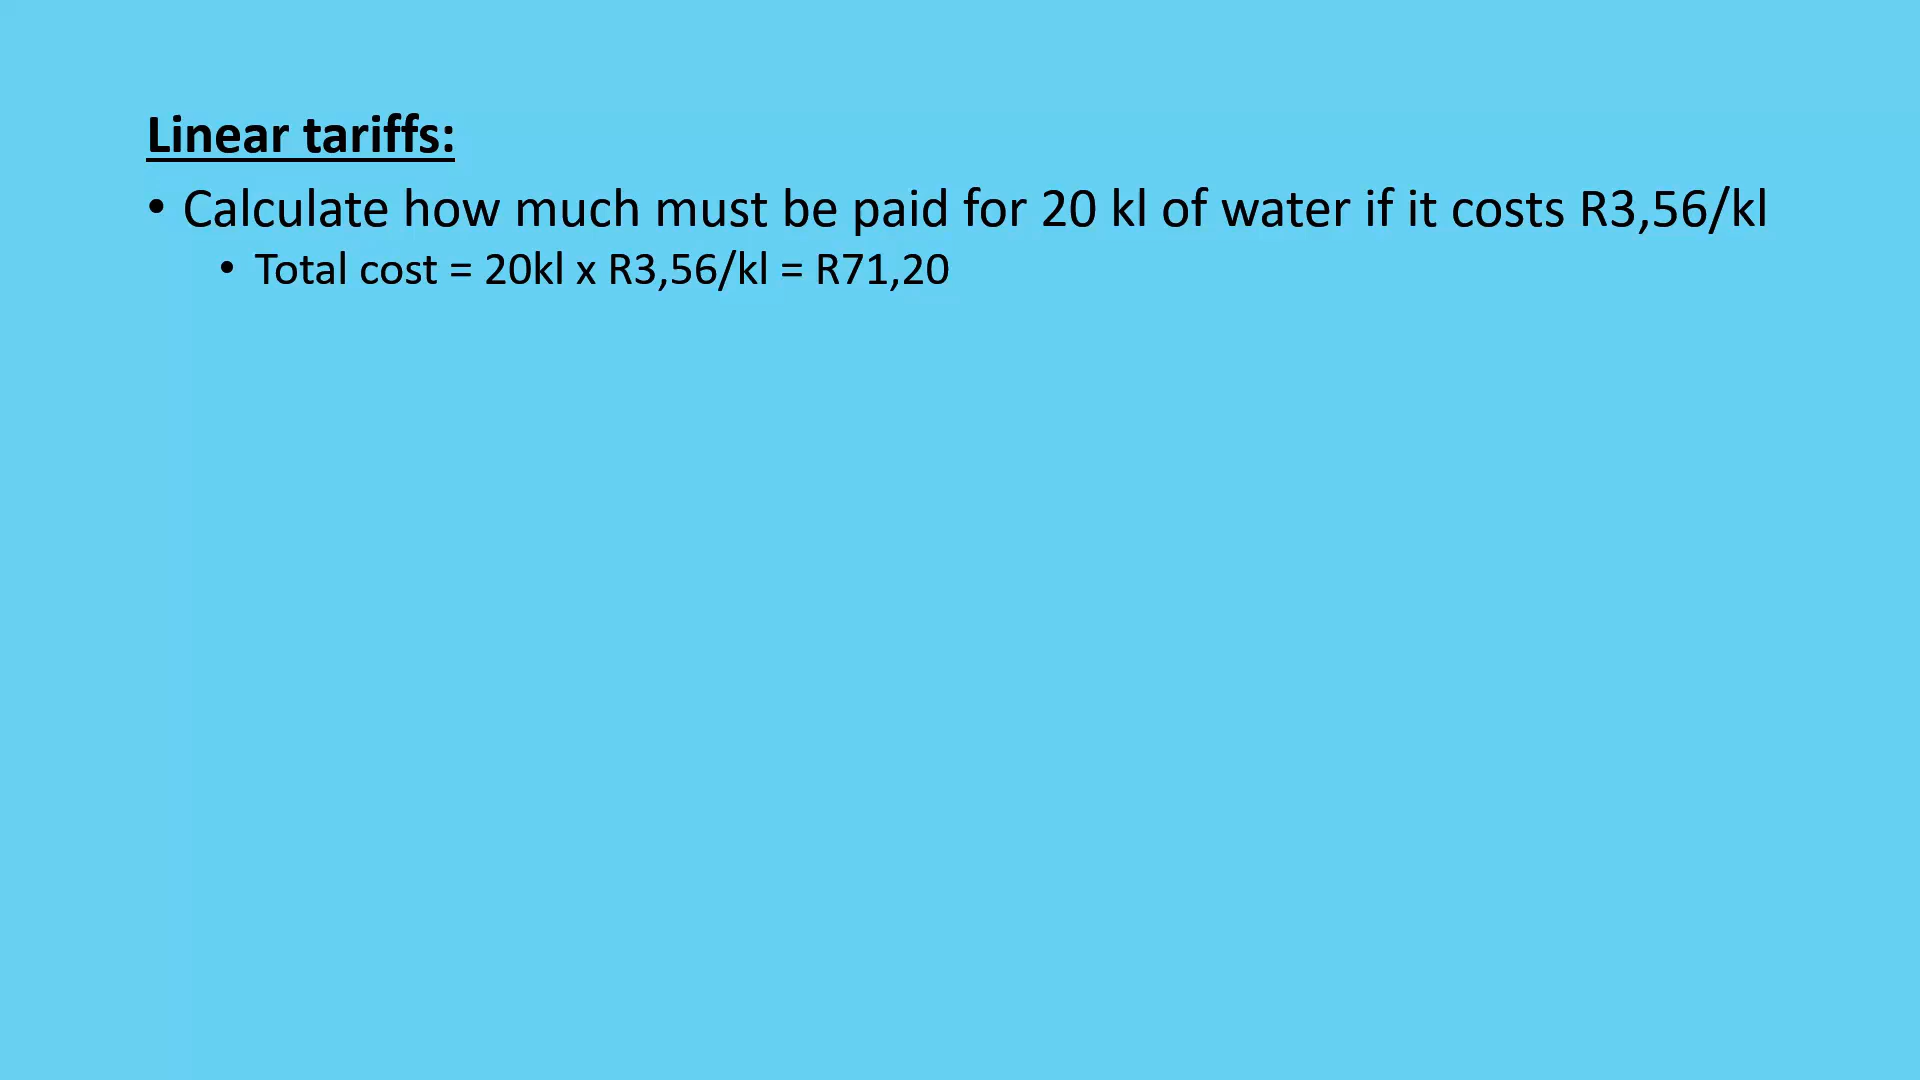 Linear tariffs:
• Calculate how much must be paid for 20 kl of water if it costs R3,56/kl
• Total cost = 20kl x R3,56/kl = R71,20